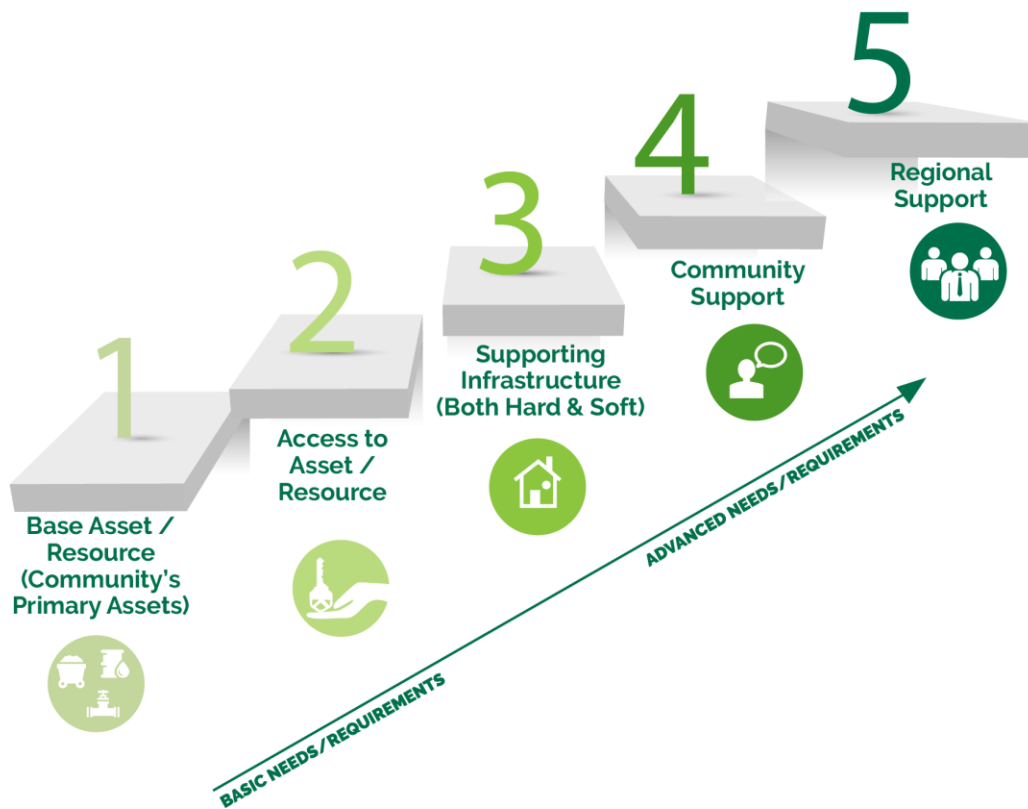 1
Base Asset /
Resource
(Community's
Primary Assets)
2
Access to
Asset /
Resource
3
Supporting
Infrastructure
(Both Hard & Soft)
4
Community
Support
5
Regional
Support
BASIC NEEDS/REQUIREMENTS
ADVANCED NEEDS/REQUIREMENTS